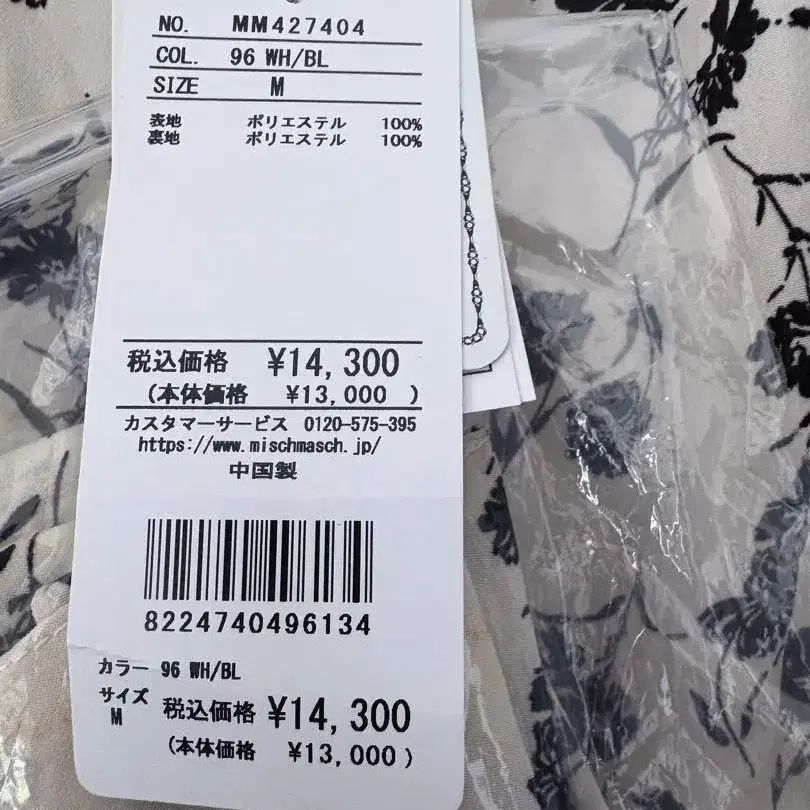 NO. MM427404
COL. 96 WH/BL
SIZE M
表地 ポリエステル 100%
裏地 ポリエステル 100%
税込価格 ¥14,300
(本体価格 ¥13,000 )
カスタマーサービス 0120-575-395
https://www.mischmasch.jp/
中国製
8224740496134
カラー 96 WH/BL
サイズ M
税込価格 ¥14,300
(本体価格 ¥13,000 )